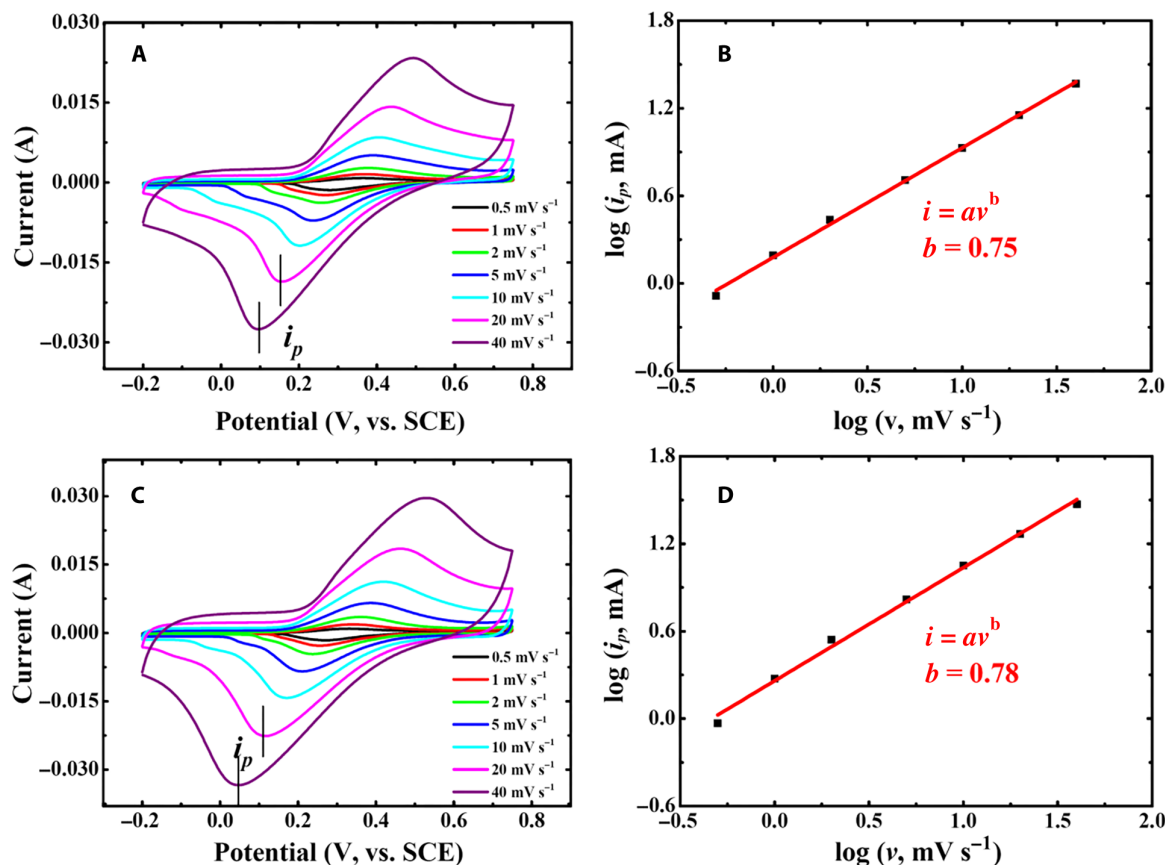 A
0.030
0.015
0.000
−0.015
−0.030
Current (A)
0.5 mV s⁻¹
1 mV s⁻¹
2 mV s⁻¹
5 mV s⁻¹
10 mV s⁻¹
20 mV s⁻¹
40 mV s⁻¹
iₚ
−0.2 0.0 0.2 0.4 0.6 0.8
Potential (V, vs. SCE)
B
1.8
1.2
0.6
0.0
−0.6
log (iₚ, mA)
i = avᵇ
b = 0.75
−0.5 0.0 0.5 1.0 1.5 2.0
log (v, mV s⁻¹)
C
0.030
0.015
0.000
−0.015
−0.030
Current (A)
0.5 mV s⁻¹
1 mV s⁻¹
2 mV s⁻¹
5 mV s⁻¹
10 mV s⁻¹
20 mV s⁻¹
40 mV s⁻¹
iₚ
−0.2 0.0 0.2 0.4 0.6 0.8
Potential (V, vs. SCE)
D
1.8
1.2
0.6
0.0
−0.6
log (iₚ, mA)
i = avᵇ
b = 0.78
−0.5 0.0 0.5 1.0 1.5 2.0
log (v, mV s⁻¹)